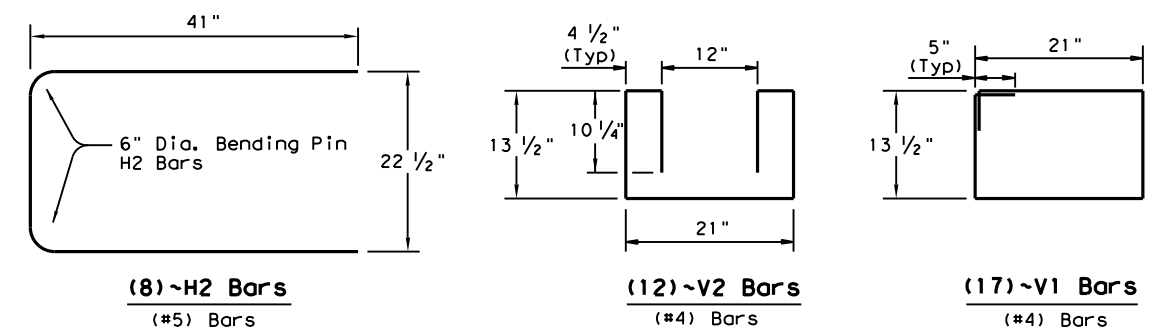 41"
22 ½"
6" Dia. Bending Pin
H2 Bars
(8)~H2 Bars
(#5) Bars
4 ½"
(Typ)
12"
13 ½"
10 ¼"
21"
(12)~V2 Bars
(#4) Bars
5"
(Typ)
21"
13 ½"
(17)~V1 Bars
(#4) Bars